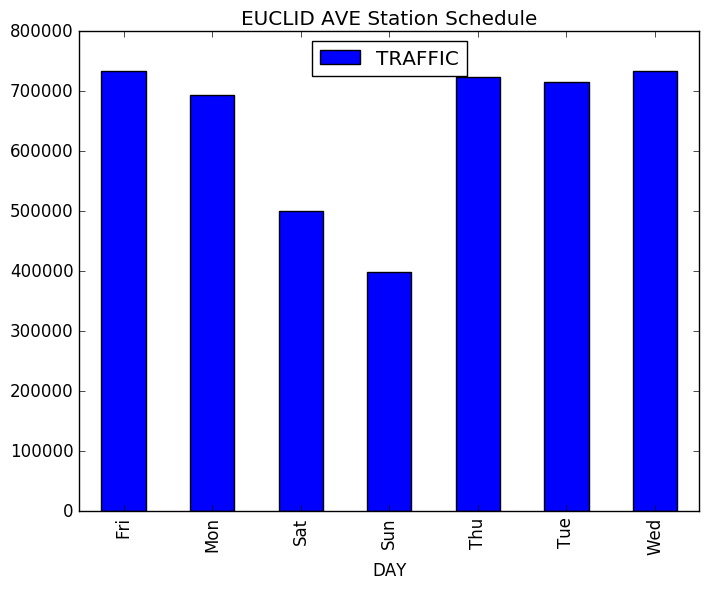 EUCLID AVE Station Schedule
TRAFFIC
800000
700000
600000
500000
400000
300000
200000
100000
0
Fri
Mon
Sat
Sun
Thu
Tue
Wed
DAY